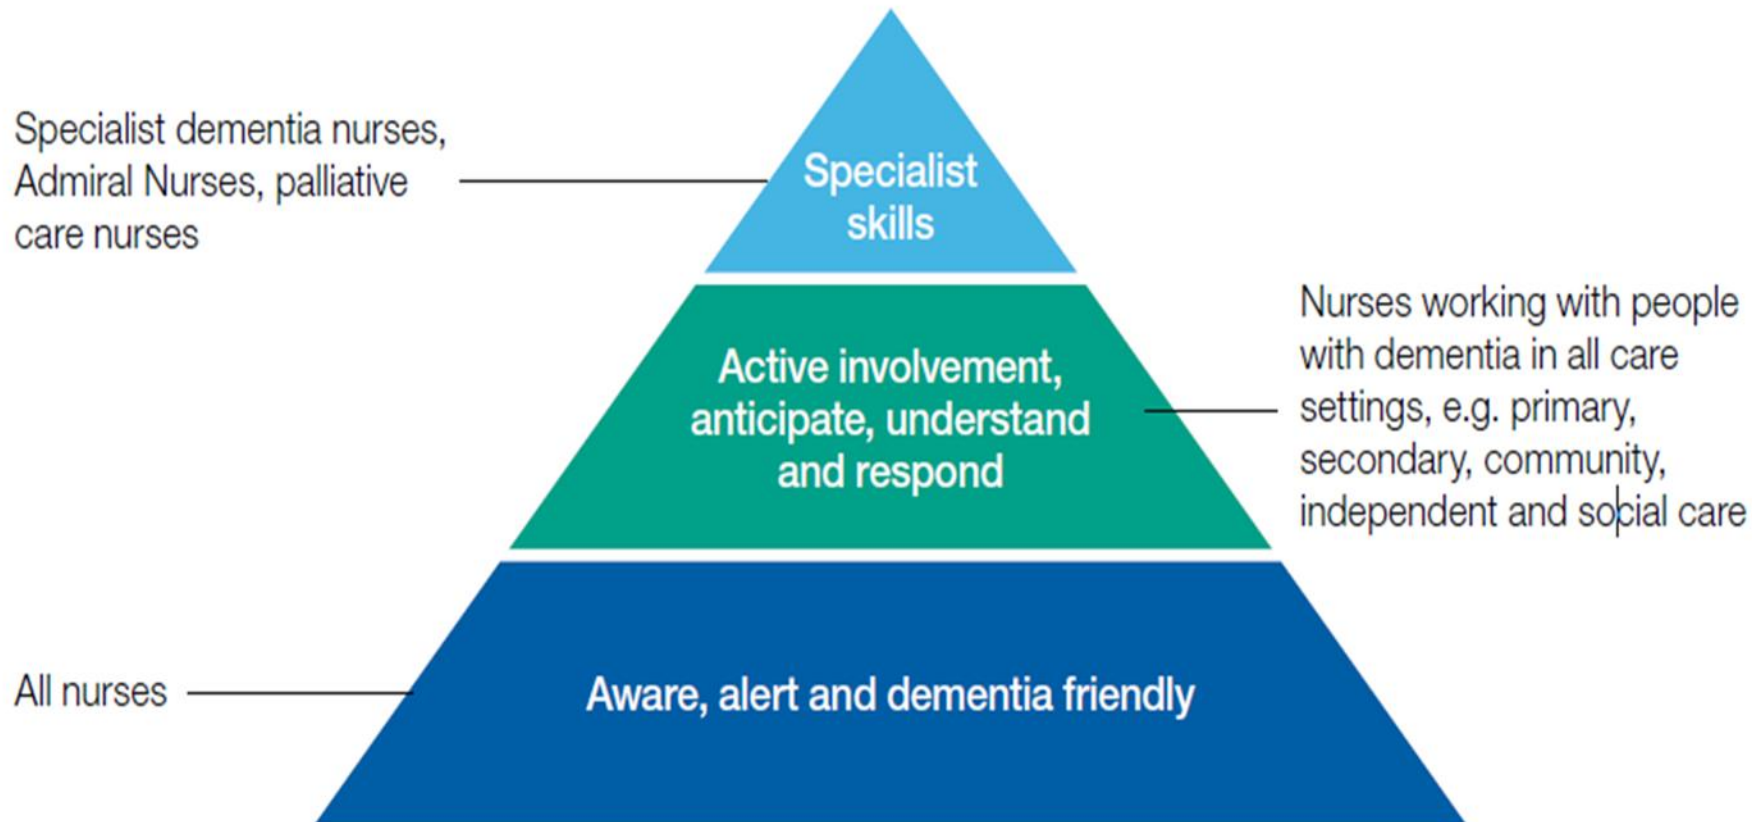 Specialist dementia nurses,
Admiral Nurses, palliative
care nurses
Specialist
skills
Active involvement,
anticipate, understand
and respond
Nurses working with people
with dementia in all care
settings, e.g. primary,
secondary, community,
independent and social care
All nurses
Aware, alert and dementia friendly